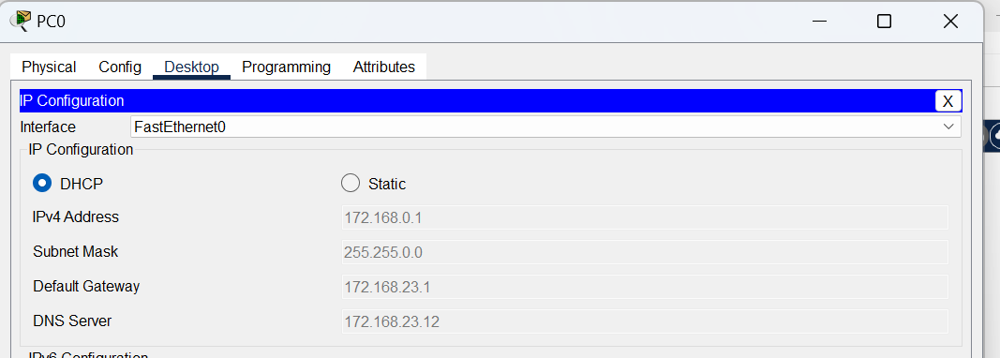 PC0
Physical Config Desktop Programming Attributes
IP Configuration X
Interface FastEthernet0
IP Configuration
DHCP Static
IPv4 Address 172.168.0.1
Subnet Mask 255.255.0.0
Default Gateway 172.168.23.1
DNS Server 172.168.23.12
IPv6 Configuration